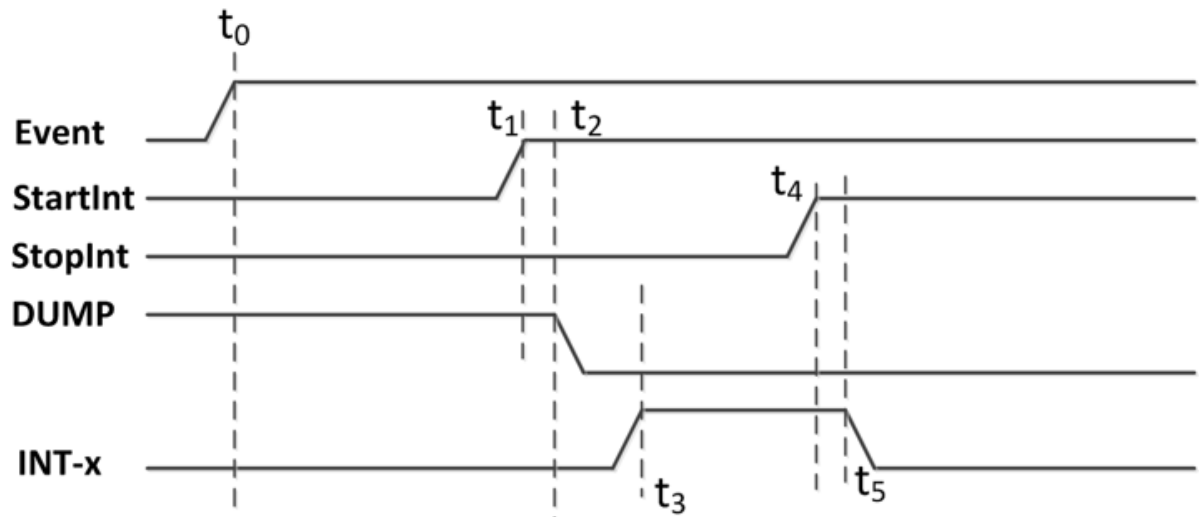 t₀
t₁ t₂
Event
t₄
StartInt
StopInt
DUMP
INT-x
t₃ t₅